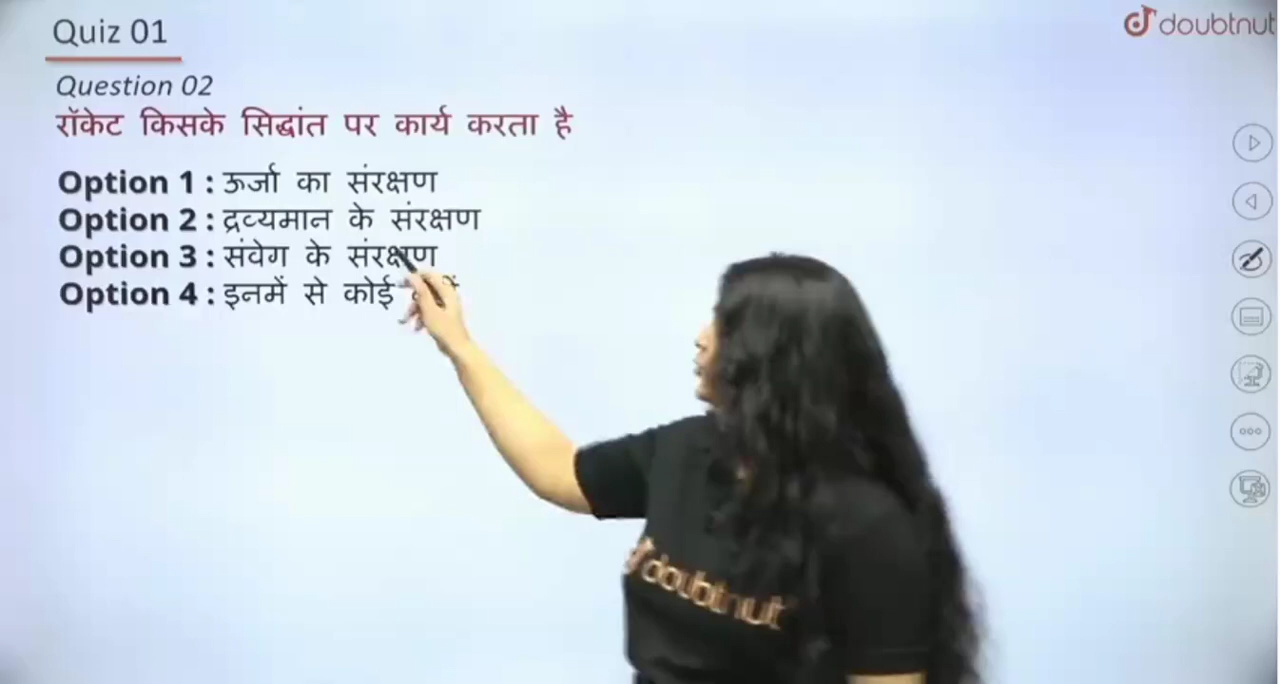 Quiz 01
doubtnut
Question 02
रॉकेट किसके सिद्धांत पर कार्य करता है
Option 1 : ऊर्जा का संरक्षण
Option 2 : द्रव्यमान के संरक्षण
Option 3 : संवेग के संरक्षण
Option 4 : इनमें से कोई
doubtnut